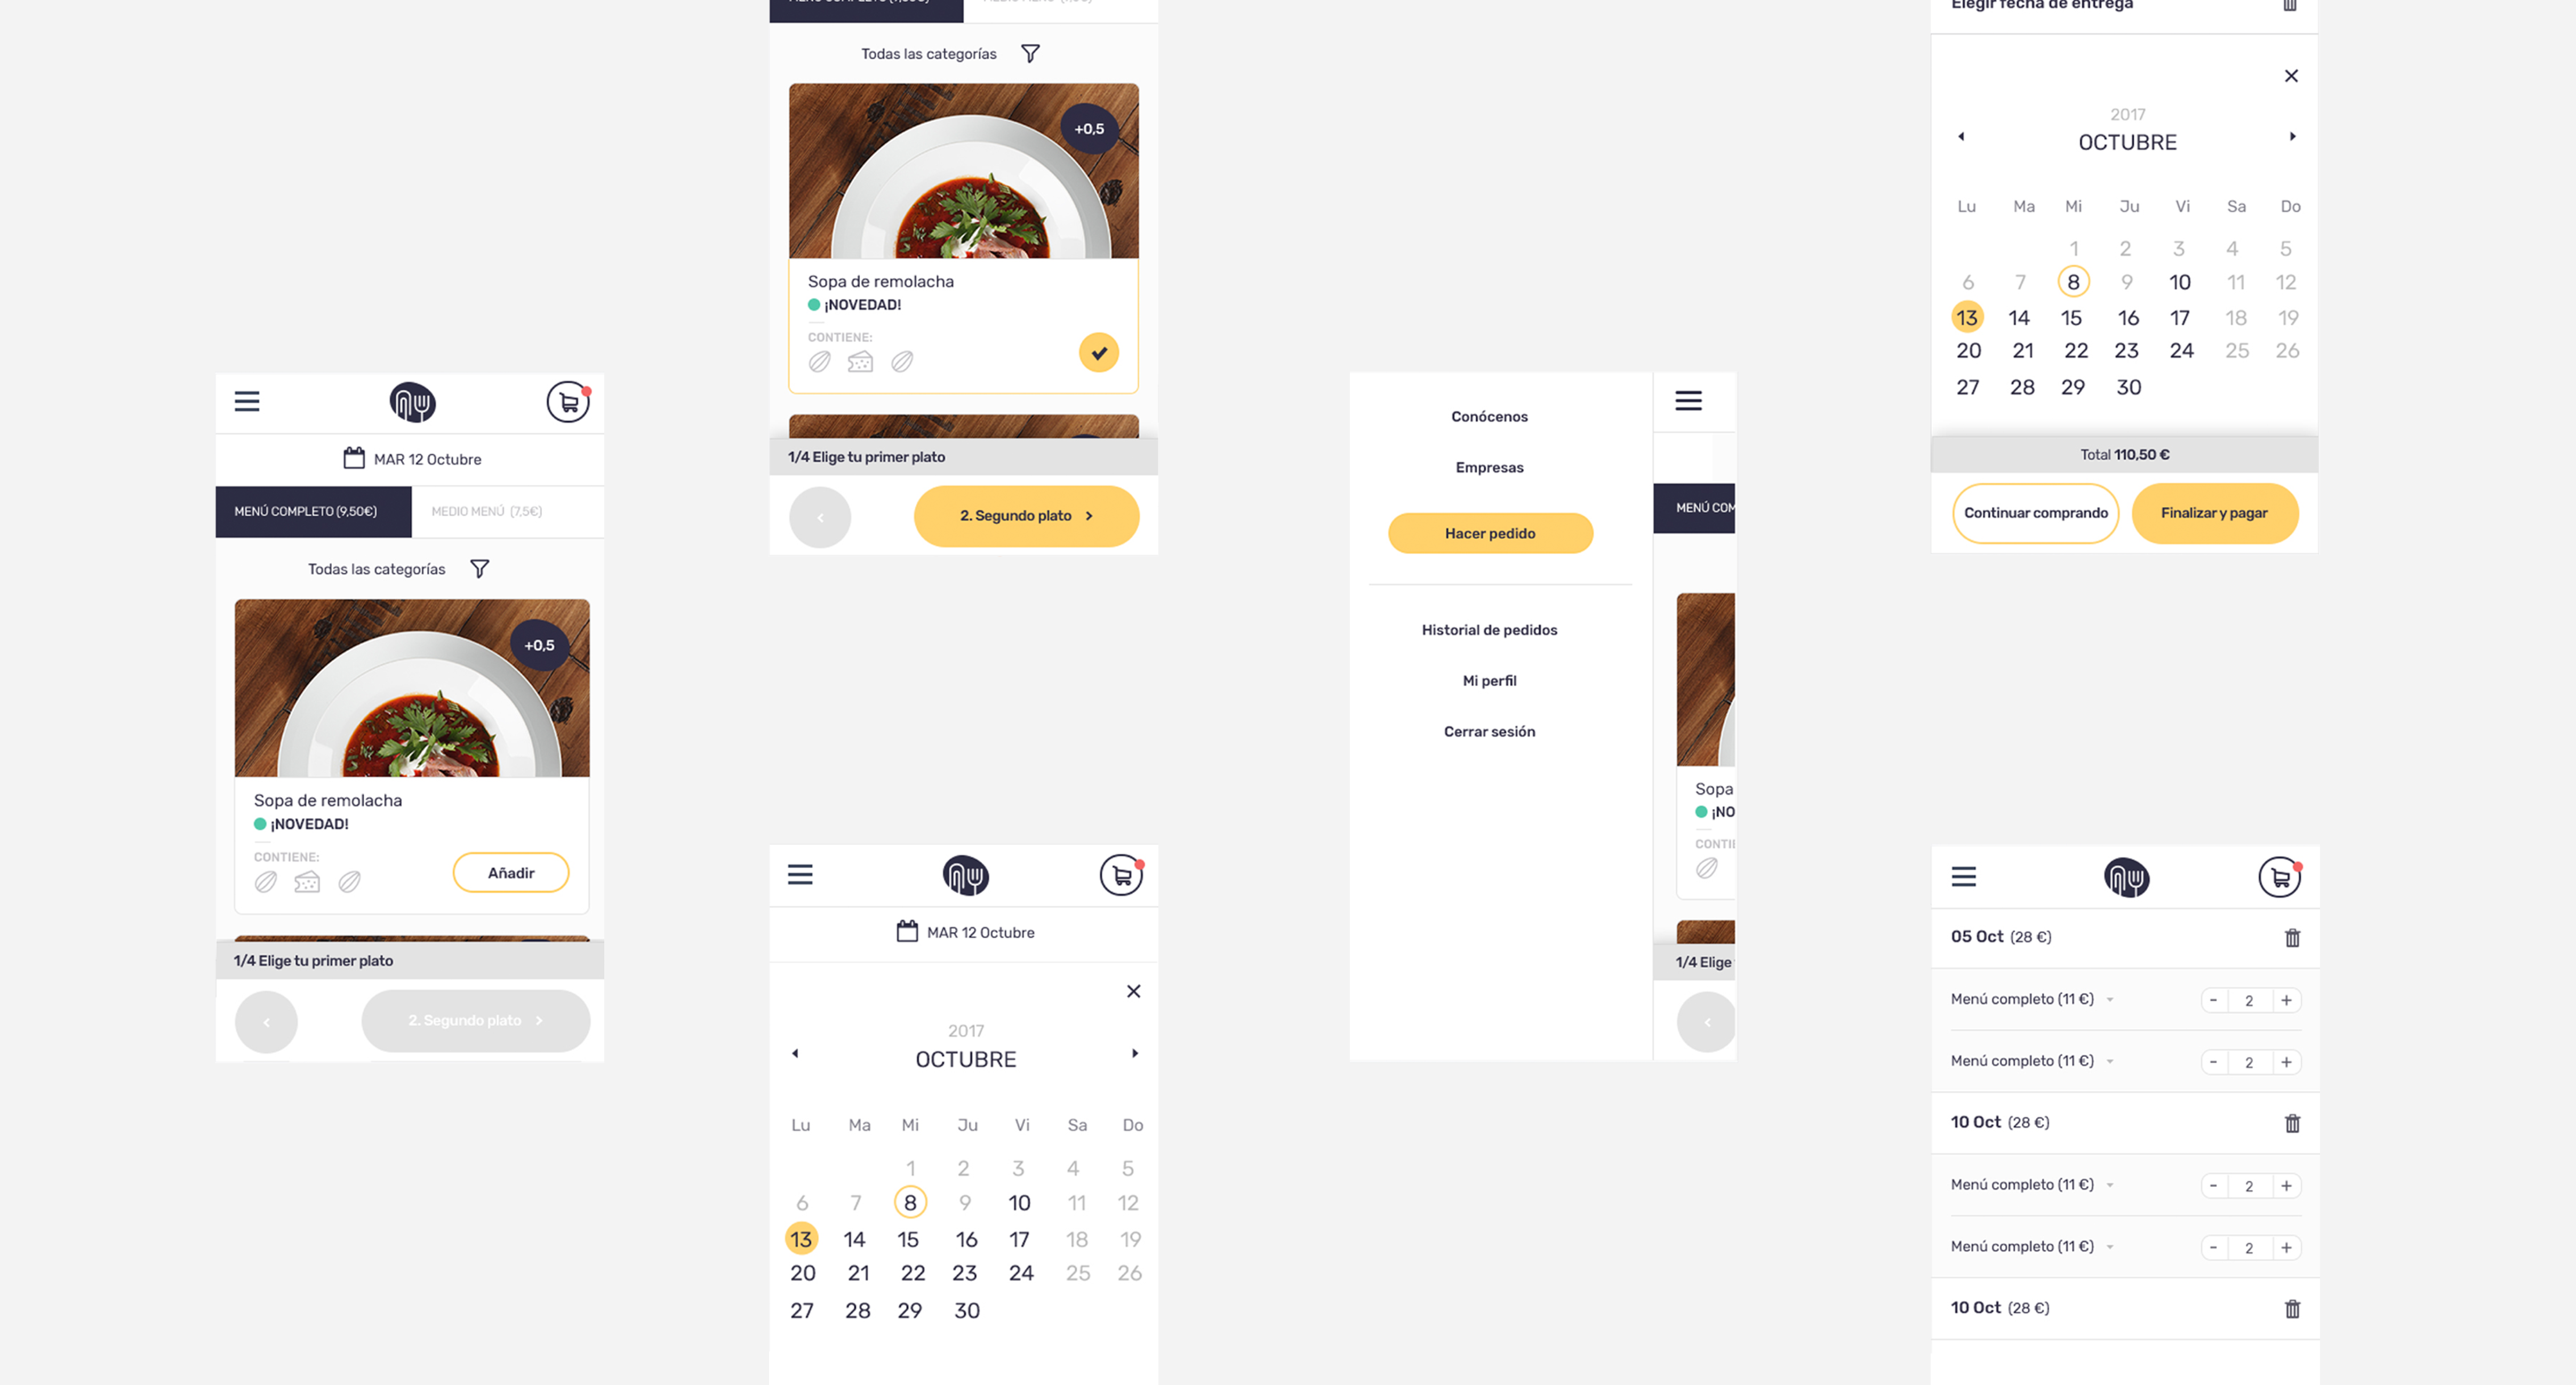 MAR 12 Octubre
MENÚ COMPLETO (9,50€)
MEDIO MENÚ (7,5€)
Todas las categorías
+0,5
Sopa de remolacha
¡NOVEDAD!
CONTIENE:
Añadir
1/4 Elige tu primer plato
2. Segundo plato
Todas las categorías
+0,5
Sopa de remolacha
¡NOVEDAD!
CONTIENE:
1/4 Elige tu primer plato
2. Segundo plato
MAR 12 Octubre
2017
OCTUBRE
Lu Ma Mi Ju Vi Sa Do
1 2 3 4 5
6 7 8 9 10 11 12
13 14 15 16 17 18 19
20 21 22 23 24 25 26
27 28 29 30
Conócenos
Empresas
Hacer pedido
Historial de pedidos
Mi perfil
Cerrar sesión
MENÚ COM
Sopa
¡NO
CONTIE
1/4 Elige
Elegir fecha de entrega
2017
OCTUBRE
Lu Ma Mi Ju Vi Sa Do
1 2 3 4 5
6 7 8 9 10 11 12
13 14 15 16 17 18 19
20 21 22 23 24 25 26
27 28 29 30
Total 110,50 €
Continuar comprando
Finalizar y pagar
05 Oct (28 €)
Menú completo (11 €) - 2 +
Menú completo (11 €) - 2 +
10 Oct (28 €)
Menú completo (11 €) - 2 +
Menú completo (11 €) - 2 +
10 Oct (28 €)